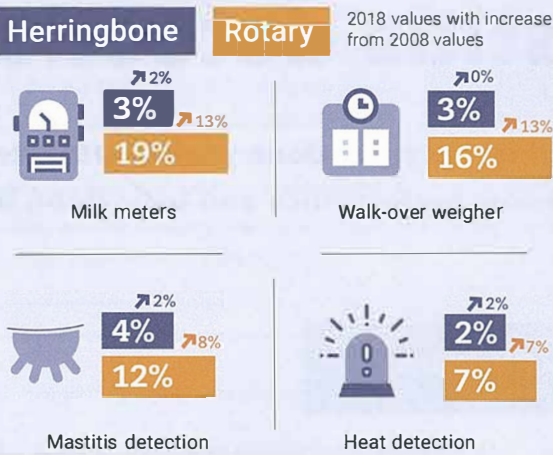 Herringbone
Rotary
2018 values with increase
from 2008 values
2%
3%
13%
19%
Milk meters
0%
3%
13%
16%
Walk-over weigher
2%
4%
8%
12%
Mastitis detection
2%
2%
7%
7%
Heat detection